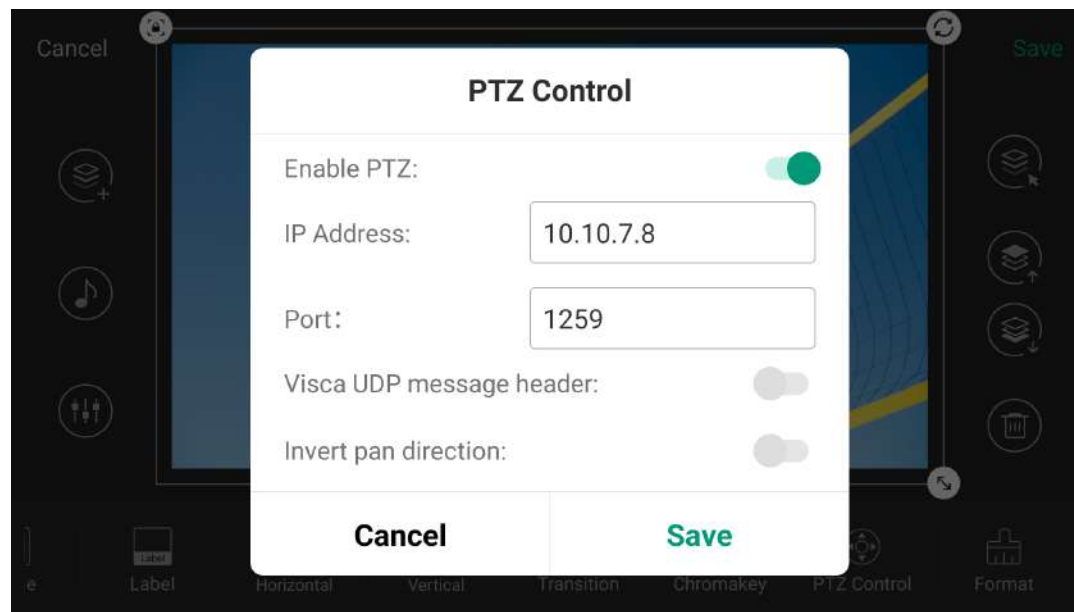 Cancel
Save
PTZ Control
Enable PTZ:
IP Address: 10.10.7.8
Port: 1259
Visca UDP message header:
Invert pan direction:
Cancel Save
e Label Horizontal Vertical Transition Chromakey PTZ Control Format
Label